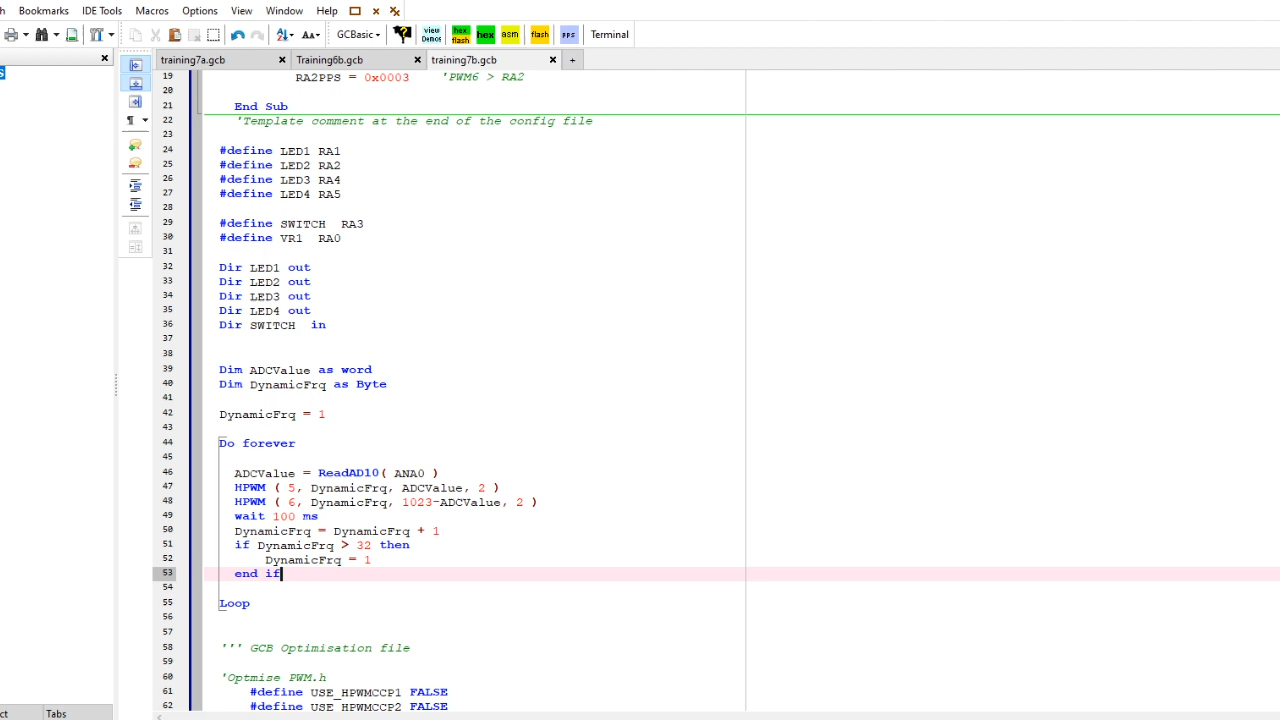 Bookmarks IDE Tools Macros Options View Window Help
GCBasic view Demos hex flash hex asm flash PPS Terminal
training7a.gcb Training6b.gcb training7b.gcb
19 RA2PPS = 0x0003 'PWM6 > RA2
20
21 End Sub
22 'Template comment at the end of the config file
23
24 #define LED1 RA1
25 #define LED2 RA2
26 #define LED3 RA4
27 #define LED4 RA5
28
29 #define SWITCH RA3
30 #define VR1 RA0
31
32 Dir LED1 out
33 Dir LED2 out
34 Dir LED3 out
35 Dir LED4 out
36 Dir SWITCH in
37
38
39 Dim ADCValue as word
40 Dim DynamicFrq as Byte
41
42 DynamicFrq = 1
43
44 Do forever
45
46 ADCValue = ReadAD10( ANA0 )
47 HPWM ( 5, DynamicFrq, ADCValue, 2 )
48 HPWM ( 6, DynamicFrq, 1023-ADCValue, 2 )
49 wait 100 ms
50 DynamicFrq = DynamicFrq + 1
51 if DynamicFrq > 32 then
52 DynamicFrq = 1
53 end if
54
55 Loop
56
57
58 ''' GCB Optimisation file
59
60 'Optmise PWM.h
61 #define USE_HPWMCCP1 FALSE
62 #define USE_HPWMCCP2 FALSE
Tabs